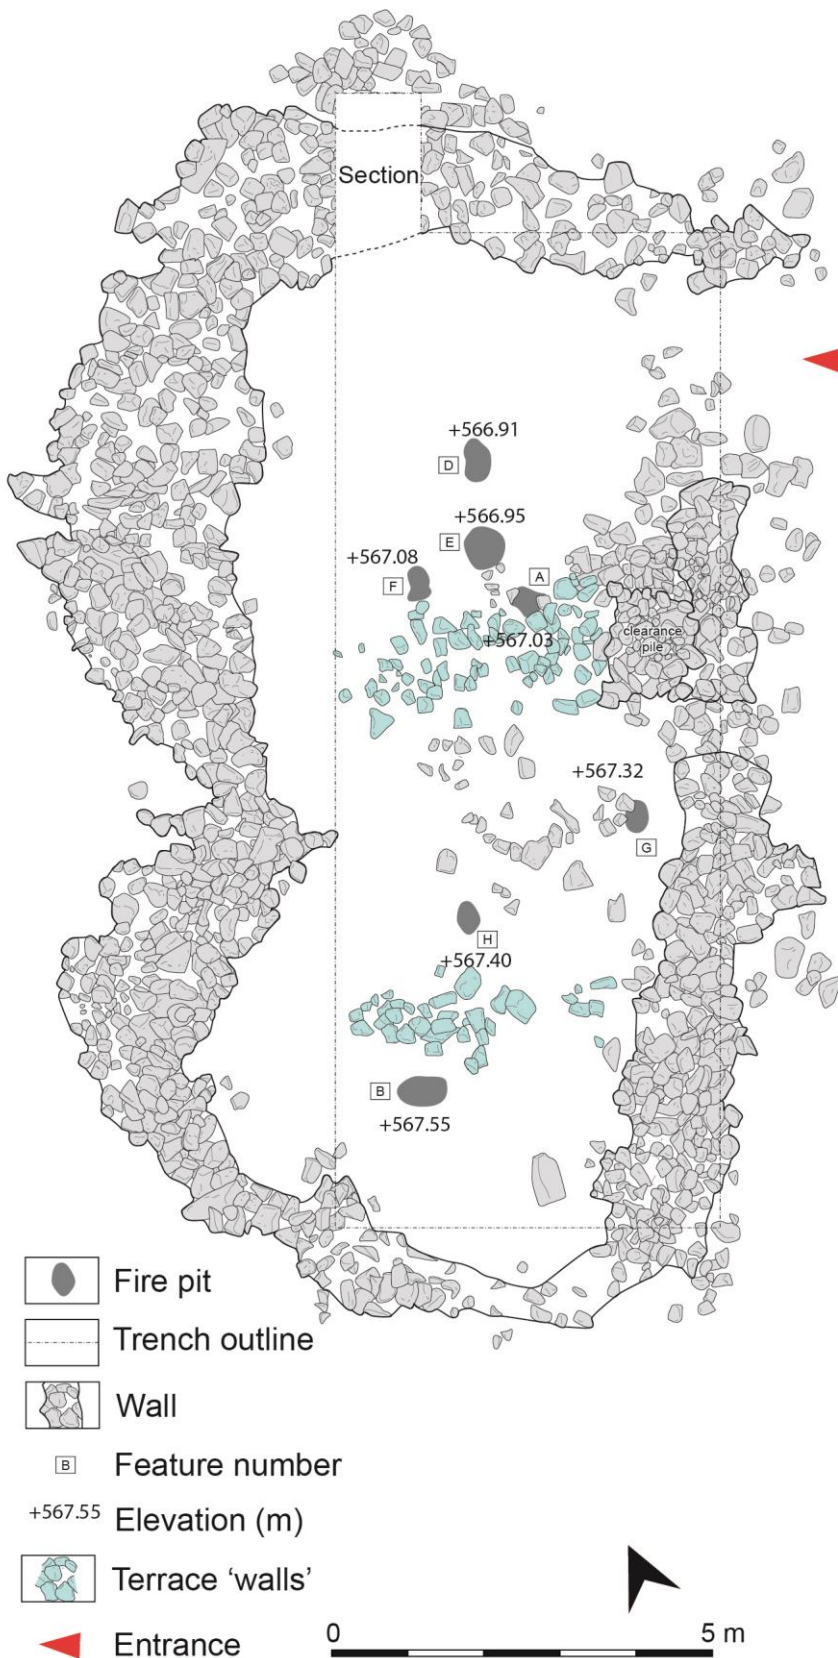 Section
+566.91
D
+566.95
E
+567.08
A
F
clearance
pile
+567.03
+567.32
G
H
+567.40
B
+567.55
Fire pit
Trench outline
Wall
B Feature number
+567.55 Elevation (m)
Terrace ‘walls’
Entrance
0 5 m